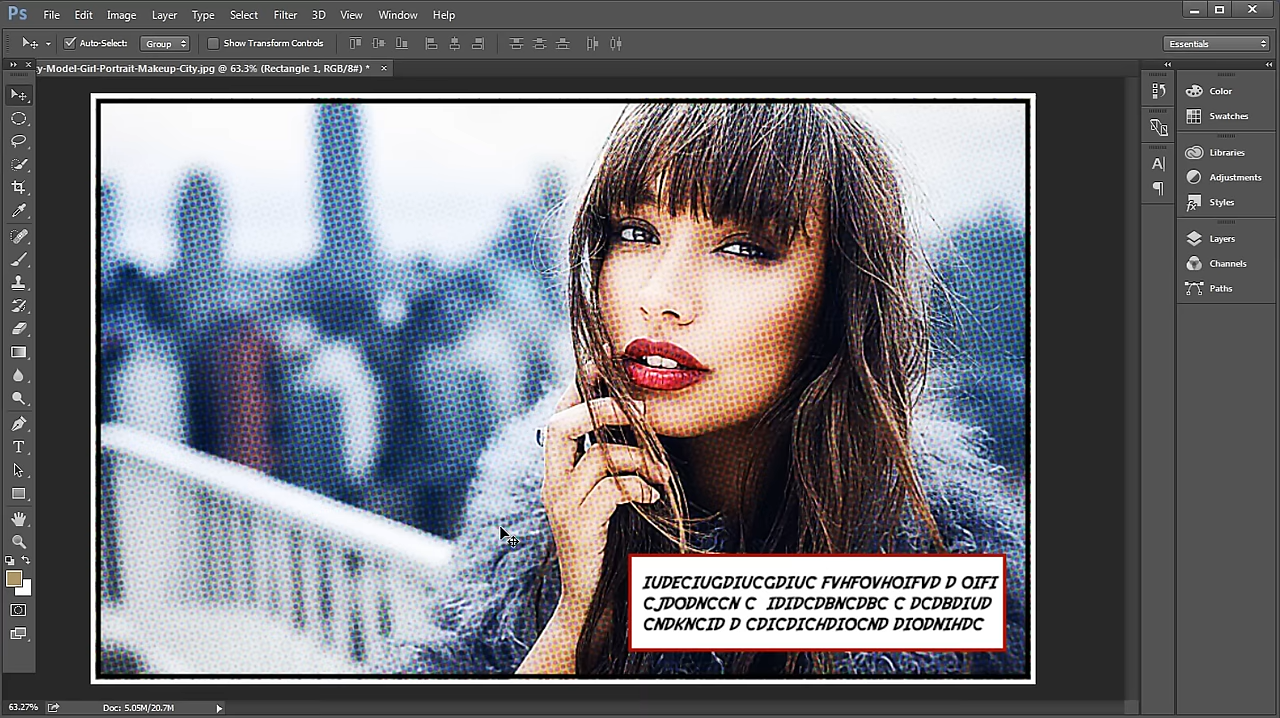 Ps File Edit Image Layer Type Select Filter 3D View Window Help
Auto-Select: Group Show Transform Controls Essentials
y-Model-Girl-Portrait-Makeup-City.jpg @ 63.3% (Rectangle 1, RGB/8#) * ×
Color
Swatches
Libraries
Adjustments
Styles
Layers
Channels
Paths
IUDECIUGDIUCGDIUC FVHFOVHOIFVD D OIFI
CJDODNCCN C IDIDCDBNCDBC C DCDBDIUD
CNDKNCID D CDICDICHDIOCND DIODNIHDC
63.27% Doc: 5.05M/20.7M